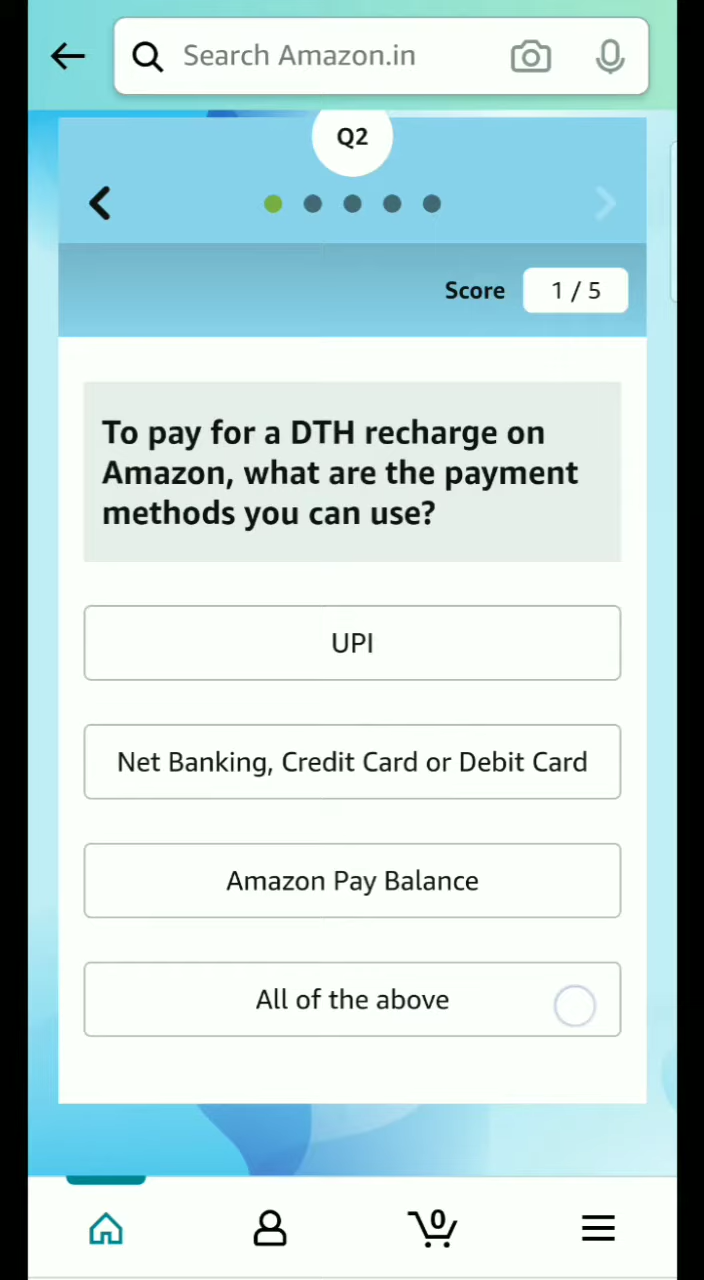 Search Amazon.in
Q2
Score 1 / 5
To pay for a DTH recharge on
Amazon, what are the payment
methods you can use?
UPI
Net Banking, Credit Card or Debit Card
Amazon Pay Balance
All of the above
0